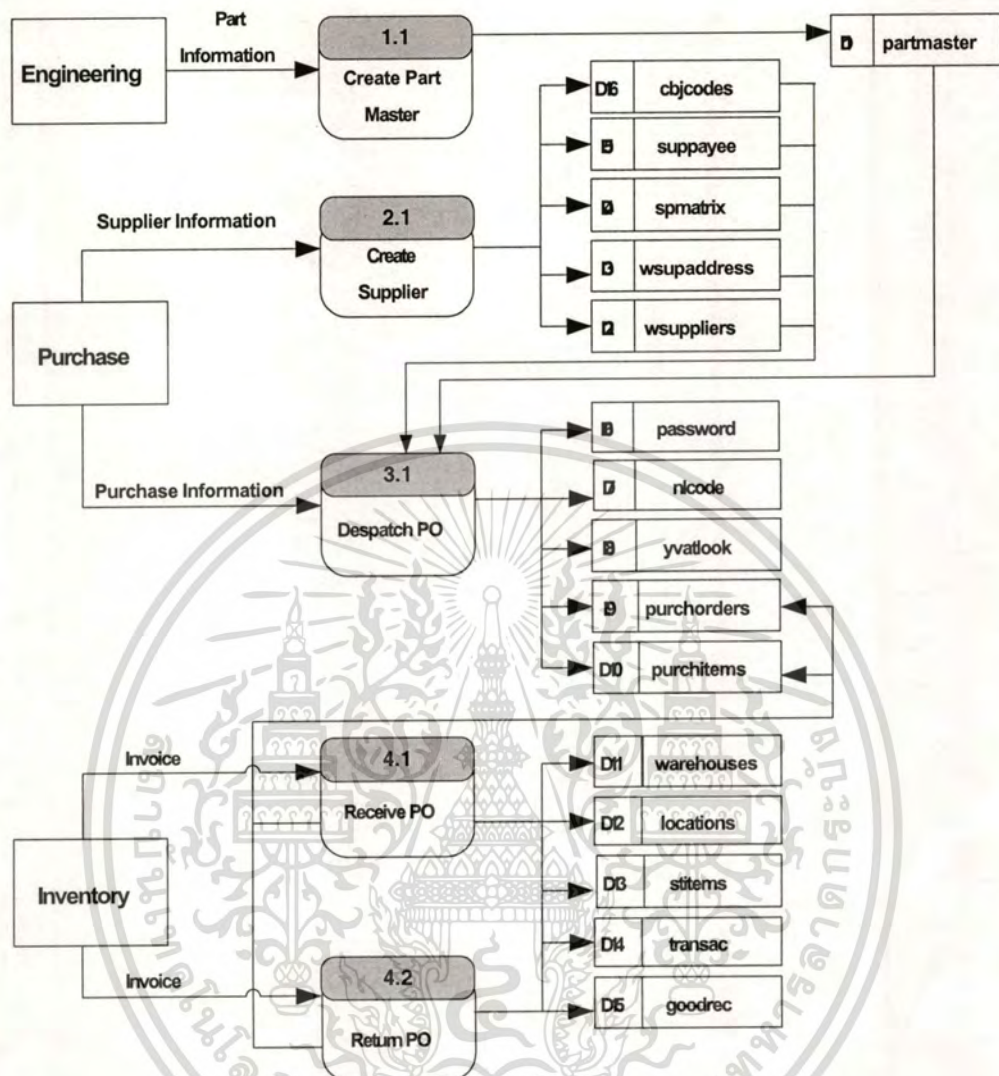 Part
Information
Engineering
1.1
Create Part
Master
partmaster
D16 cbjcodes
suppayee
spmatrix
wsupaddress
wsuppliers
Supplier Information
2.1
Create
Supplier
Purchase
Purchase Information
3.1
Despatch PO
password
nlcode
yvatlook
purchorders
D10 purchitems
Invoice
4.1
Receive PO
D11 warehouses
D12 locations
D13 stitems
D14 transac
D15 goodrec
Inventory
Invoice
4.2
Return PO